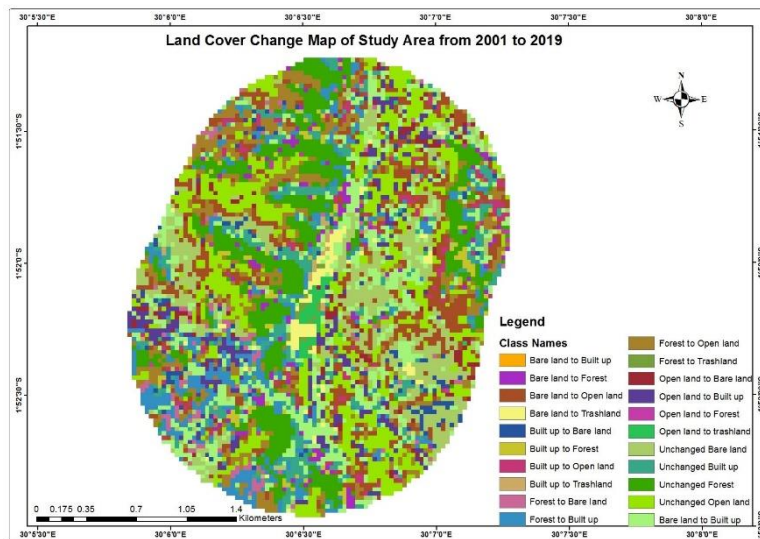 30°5'30"E 30°6'0"E 30°6'30"E 30°7'0"E 30°7'30"E 30°8'0"E
Land Cover Change Map of Study Area from 2001 to 2019
N
W E
S
1°51'30"S
1°52'0"S
1°52'30"S
Legend
Class Names
Bare land to Built up
Bare land to Forest
Bare land to Open land
Bare land to Trashland
Built up to Bare land
Built up to Forest
Built up to Open land
Built up to Trashland
Forest to Bare land
Forest to Built up
Forest to Open land
Forest to Trashland
Open land to Bare land
Open land to Built up
Open land to Forest
Open land to trashland
Unchanged Bare land
Unchanged Built up
Unchanged Forest
Unchanged Open land
Bare land to Built up
0 0.175 0.35 0.7 1.05 1.4
Kilometers
30°5'30"E 30°6'0"E 30°6'30"E 30°7'0"E 30°7'30"E 30°8'0"E